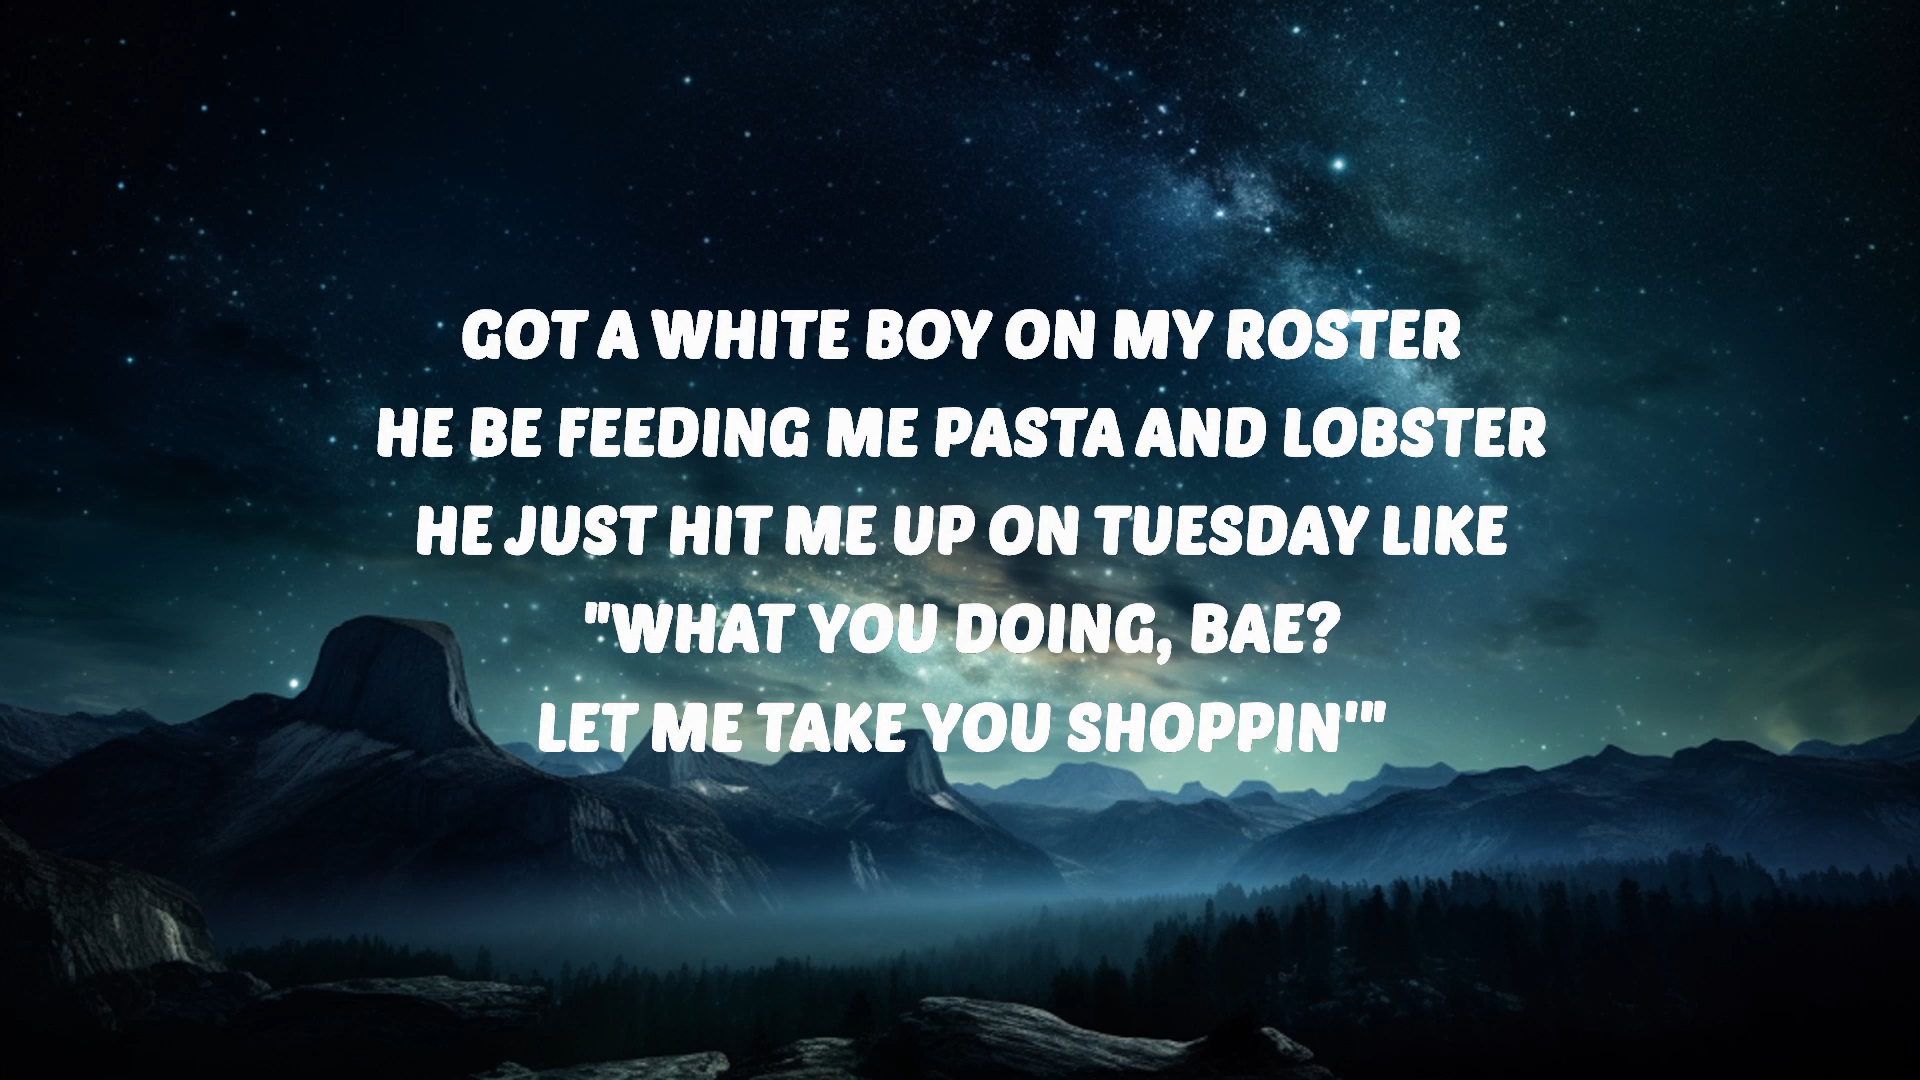 GOT A WHITE BOY ON MY ROSTER
HE BE FEEDING ME PASTA AND LOBSTER
HE JUST HIT ME UP ON TUESDAY LIKE
"WHAT YOU DOING, BAE?
LET ME TAKE YOU SHOPPIN'"